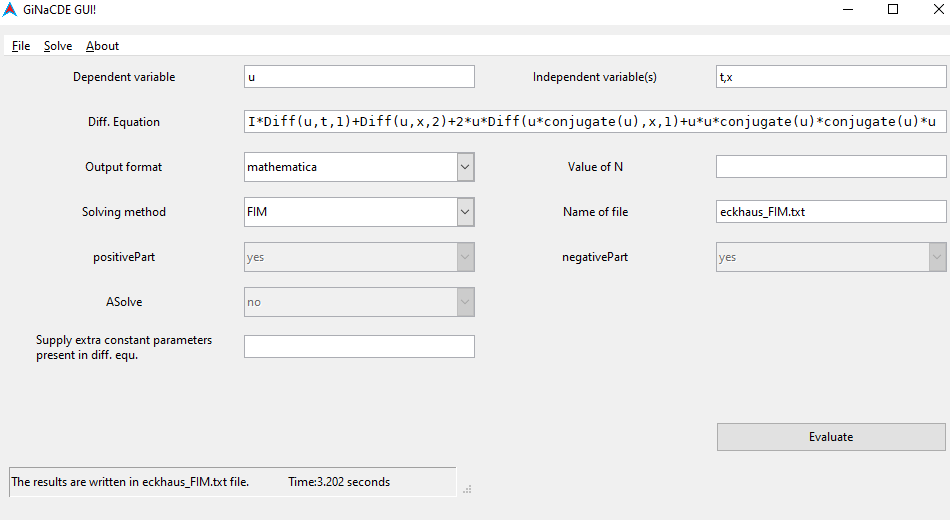 GiNaCDE GUI!
File Solve About
Dependent variable u Independent variable(s) t,x
Diff. Equation I*Diff(u,t,1)+Diff(u,x,2)+2*u*Diff(u*conjugate(u),x,1)+u*u*conjugate(u)*conjugate(u)*u
Output format mathematica Value of N
Solving method FIM Name of file eckhaus_FIM.txt
positivePart yes negativePart yes
ASolve no
Supply extra constant parameters
present in diff. equ.
Evaluate
The results are written in eckhaus_FIM.txt file. Time:3.202 seconds